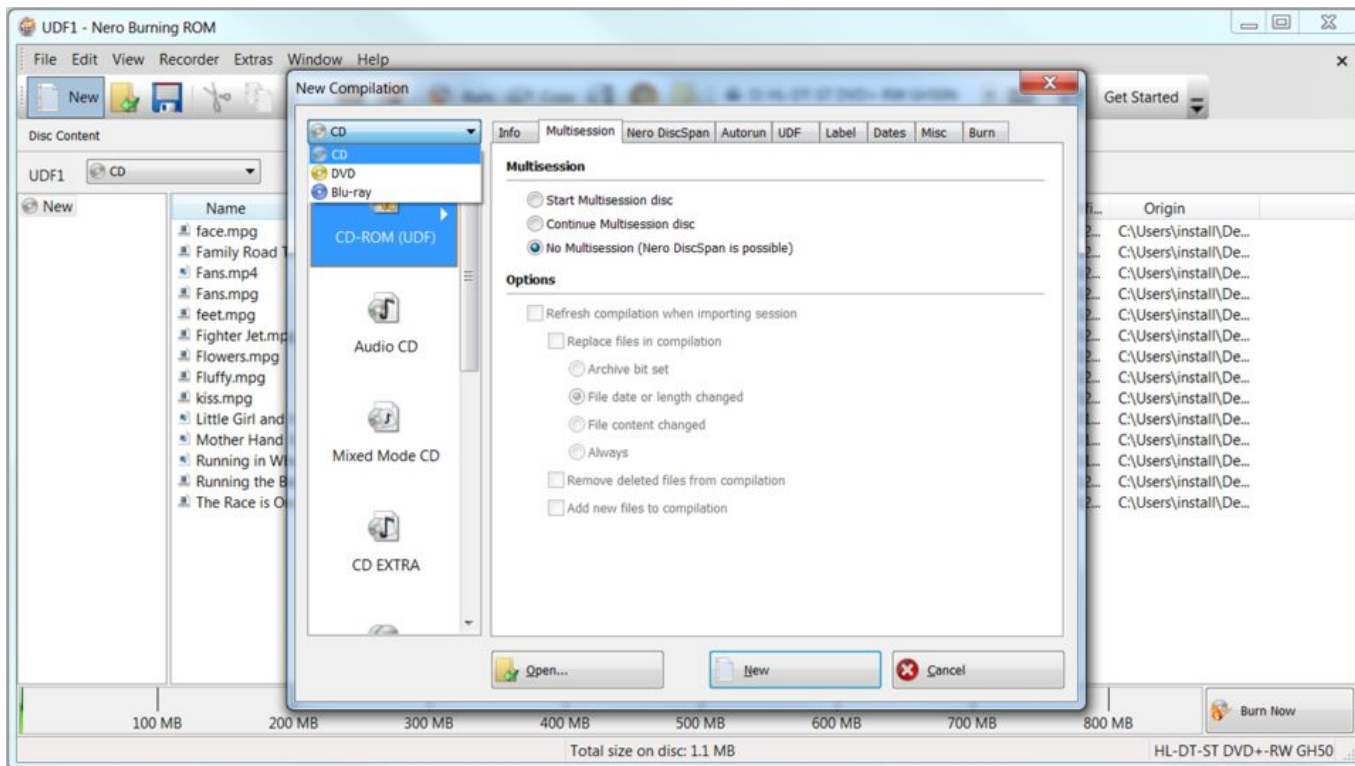 UDF1 - Nero Burning ROM
File Edit View Recorder Extras Window Help
New
Get Started
Disc Content
UDF1 CD
New
Name
Origin
face.mpg C:\Users\install\De...
Family Road T C:\Users\install\De...
Fans.mp4 C:\Users\install\De...
Fans.mpg C:\Users\install\De...
feet.mpg C:\Users\install\De...
Fighter Jet.mp C:\Users\install\De...
Flowers.mpg C:\Users\install\De...
Fluffy.mpg C:\Users\install\De...
kiss.mpg C:\Users\install\De...
Little Girl and C:\Users\install\De...
Mother Hand C:\Users\install\De...
Running in W C:\Users\install\De...
Running the B C:\Users\install\De...
The Race is O C:\Users\install\De...
New Compilation
CD
CD
DVD
Blu-ray
CD-ROM (UDF)
Audio CD
Mixed Mode CD
CD EXTRA
Info Multisession Nero DiscSpan Autorun UDF Label Dates Misc Burn
Multisession
Start Multisession disc
Continue Multisession disc
No Multisession (Nero DiscSpan is possible)
Options
Refresh compilation when importing session
Replace files in compilation
Archive bit set
File date or length changed
File content changed
Always
Remove deleted files from compilation
Add new files to compilation
Open... New Cancel
100 MB 200 MB 300 MB 400 MB 500 MB 600 MB 700 MB 800 MB
Burn Now
Total size on disc: 1.1 MB
HL-DT-ST DVD+-RW GH50